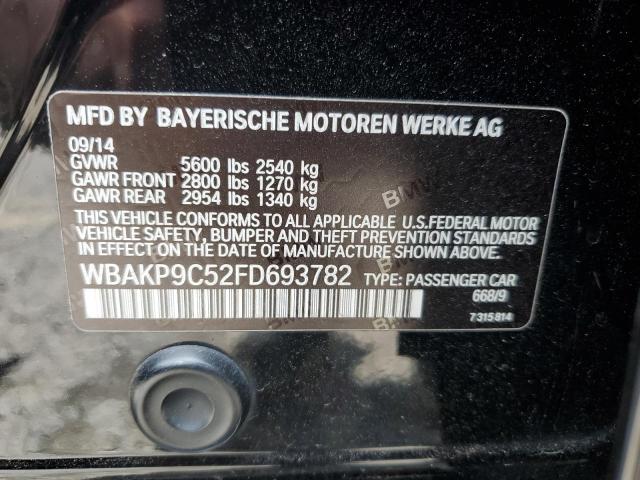 MFD BY BAYERISCHE MOTOREN WERKE AG
09/14
GVWR 5600 lbs 2540 kg
GAWR FRONT 2800 lbs 1270 kg
GAWR REAR 2954 lbs 1340 kg
THIS VEHICLE CONFORMS TO ALL APPLICABLE U.S. FEDERAL MOTOR
VEHICLE SAFETY, BUMPER AND THEFT PREVENTION STANDARDS
IN EFFECT ON THE DATE OF MANUFACTURE SHOWN ABOVE.
WBAKP9C52FD693782 TYPE: PASSENGER CAR
668/9
7315814